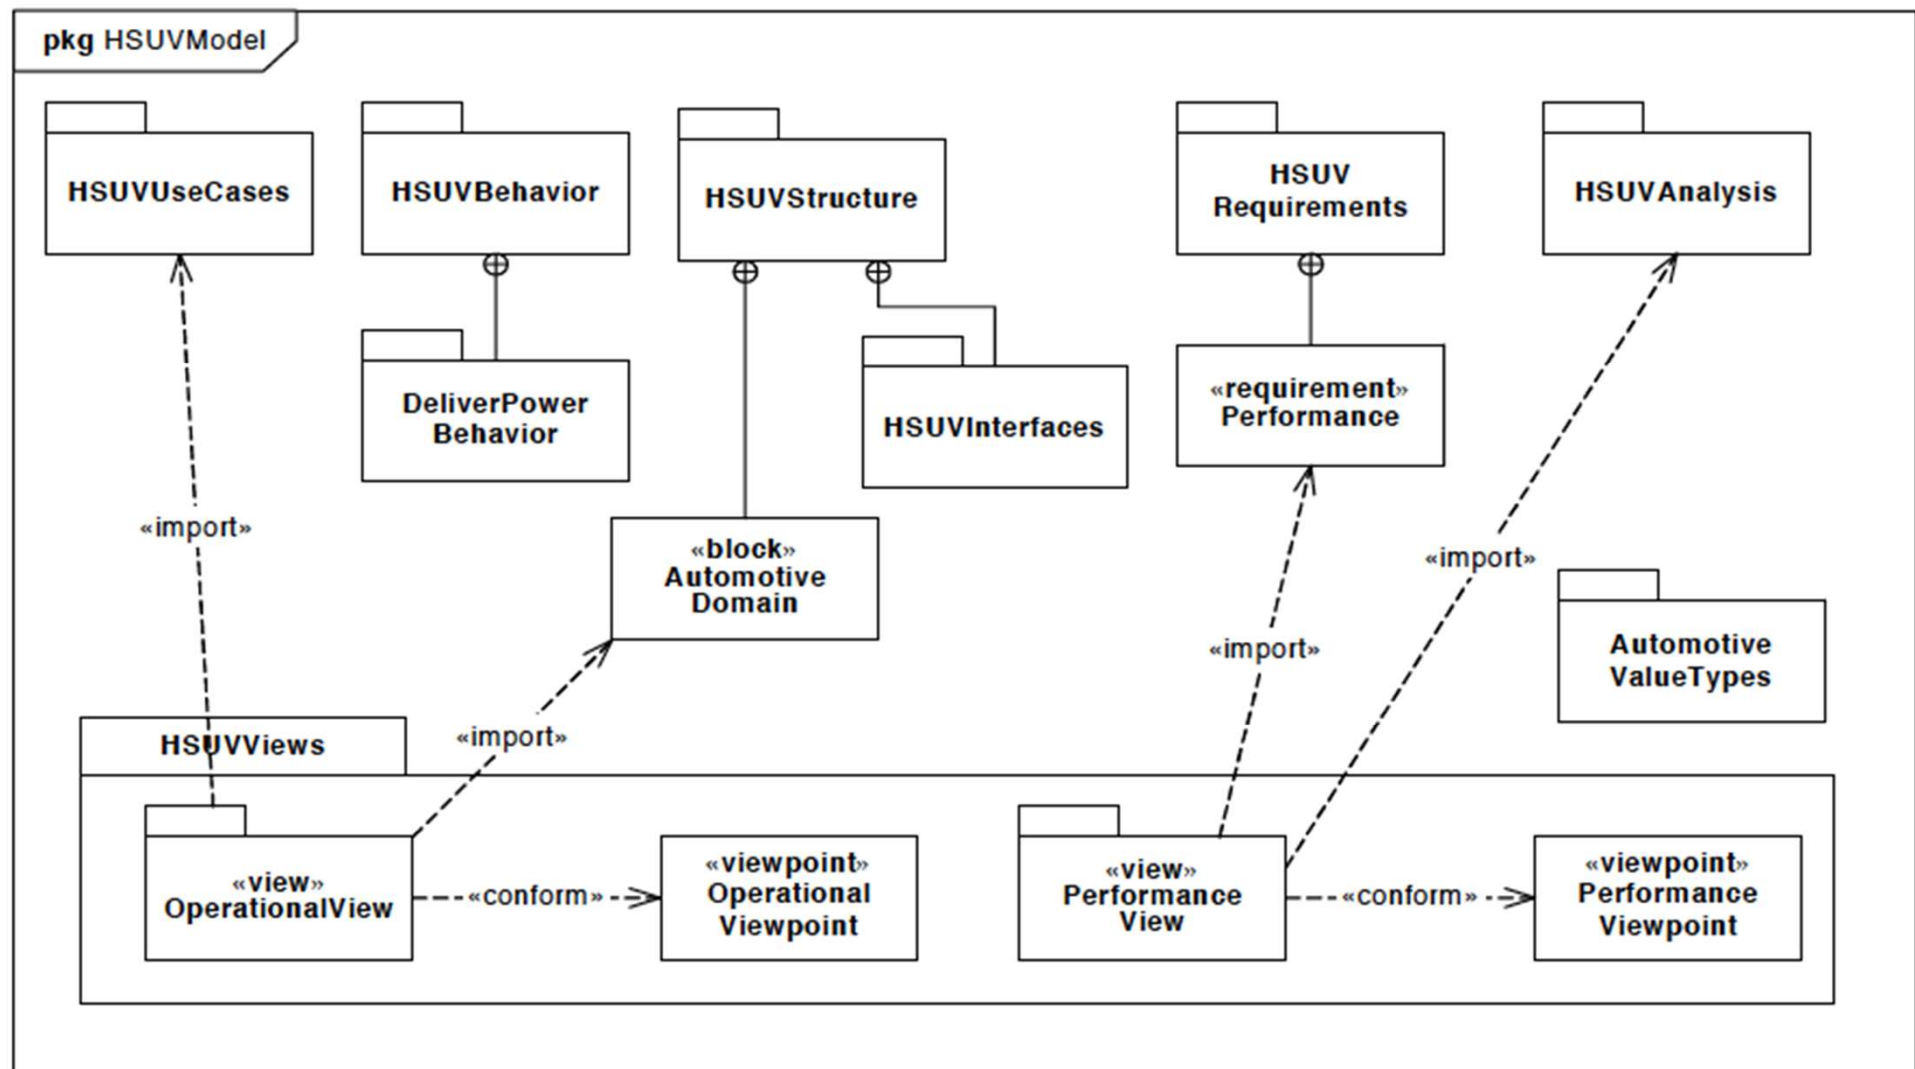 pkg HSUVModel
HSUVUseCases
HSUVBehavior
HSUVStructure
HSUV
Requirements
HSUVAnalysis
DeliverPower
Behavior
HSUVInterfaces
«requirement»
Performance
«import»
«block»
Automotive
Domain
«import»
«import»
Automotive
ValueTypes
«import»
HSUVViews
«view»
OperationalView
«conform»
«viewpoint»
Operational
Viewpoint
«view»
Performance
View
«conform»
«viewpoint»
Performance
Viewpoint